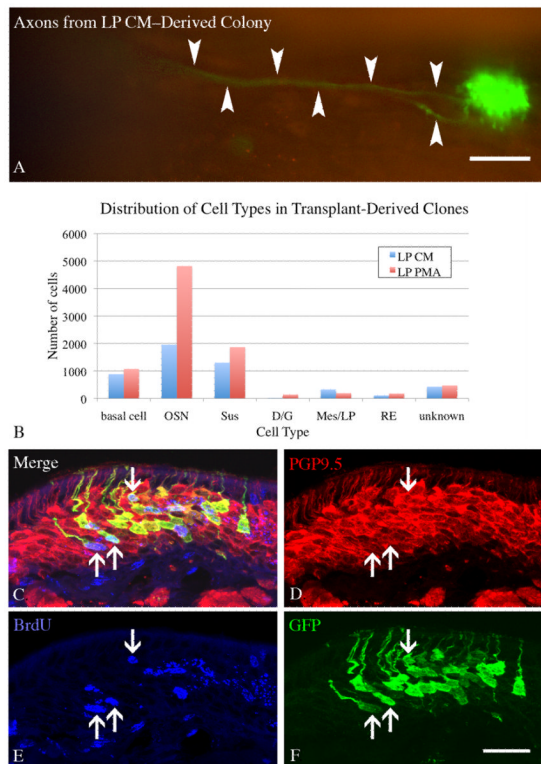 Axons from LP CM–Derived Colony
A
Distribution of Cell Types in Transplant-Derived Clones
6000
5000
4000
3000
2000
1000
0
Number of cells
LP CM
LP PMA
basal cell OSN Sus D/G Mes/LP RE unknown
Cell Type
B
Merge
C
PGP9.5
D
BrdU
E
GFP
F